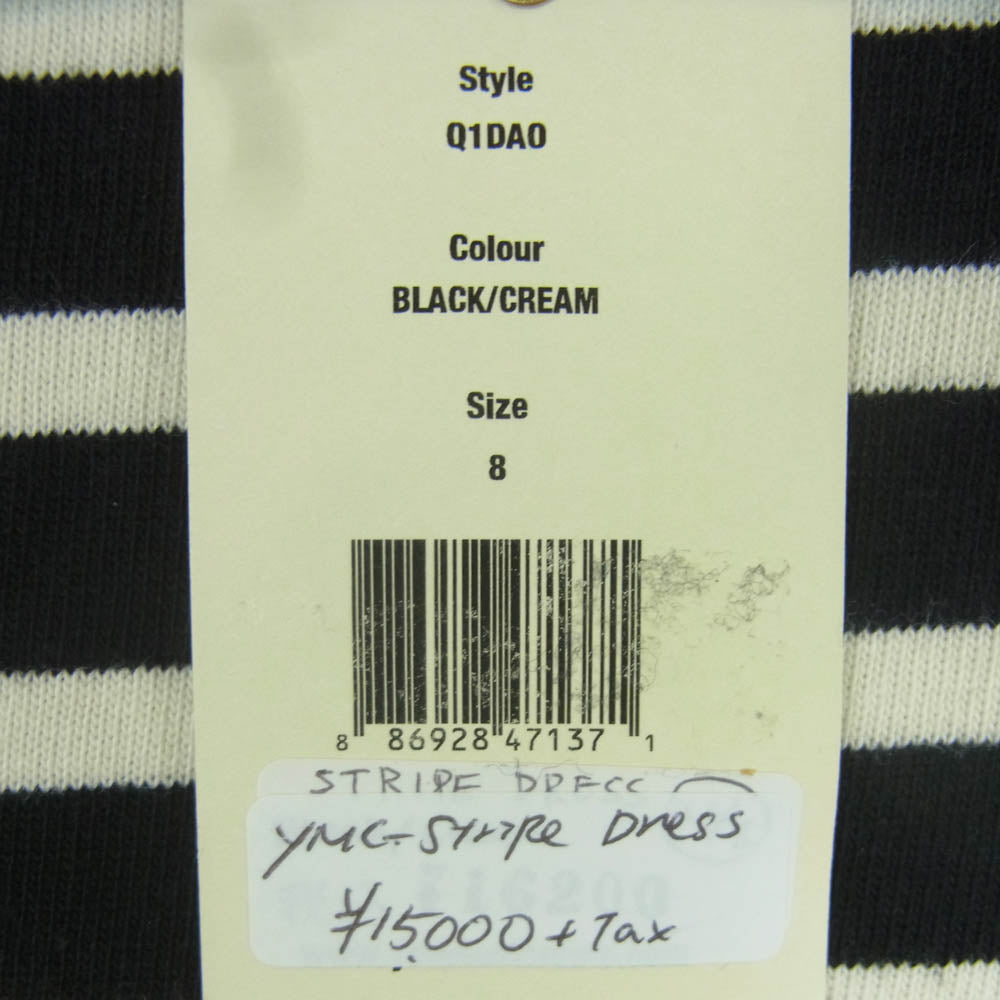 Style
Q1DAO
Colour
BLACK/CREAM
Size
8
8 86928 47137 1
STRIPE DRESS
YMC-Stripe Dress
¥15000 + Tax